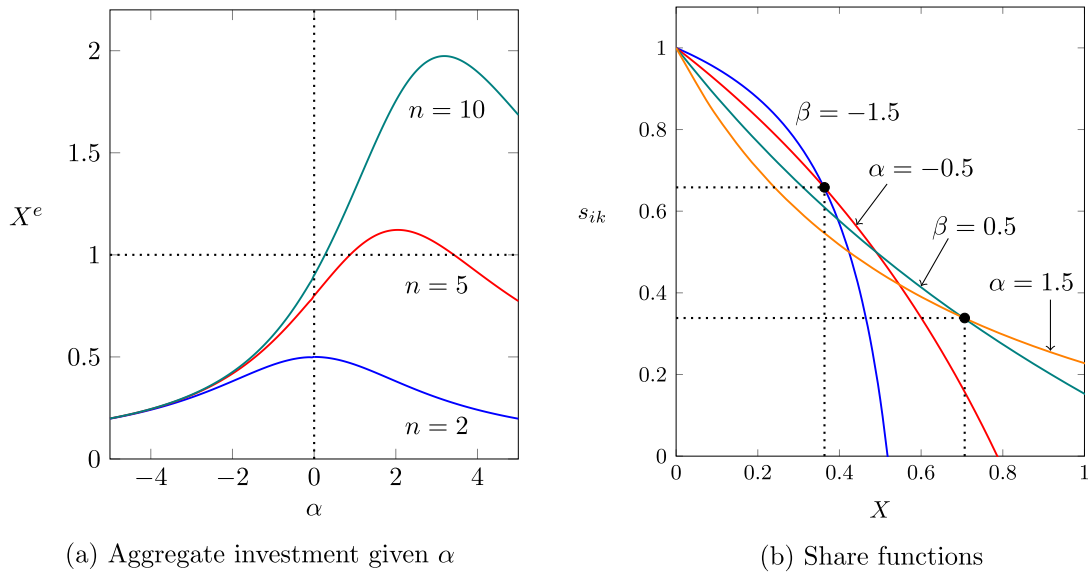 2
1.5
1
0.5
0
X^e
n = 10
n = 5
n = 2
−4
−2
0
2
4
α
(a) Aggregate investment given α
1
0.8
0.6
0.4
0.2
0
s_{ik}
β = −1.5
α = −0.5
β = 0.5
α = 1.5
0
0.2
0.4
0.6
0.8
1
X
(b) Share functions